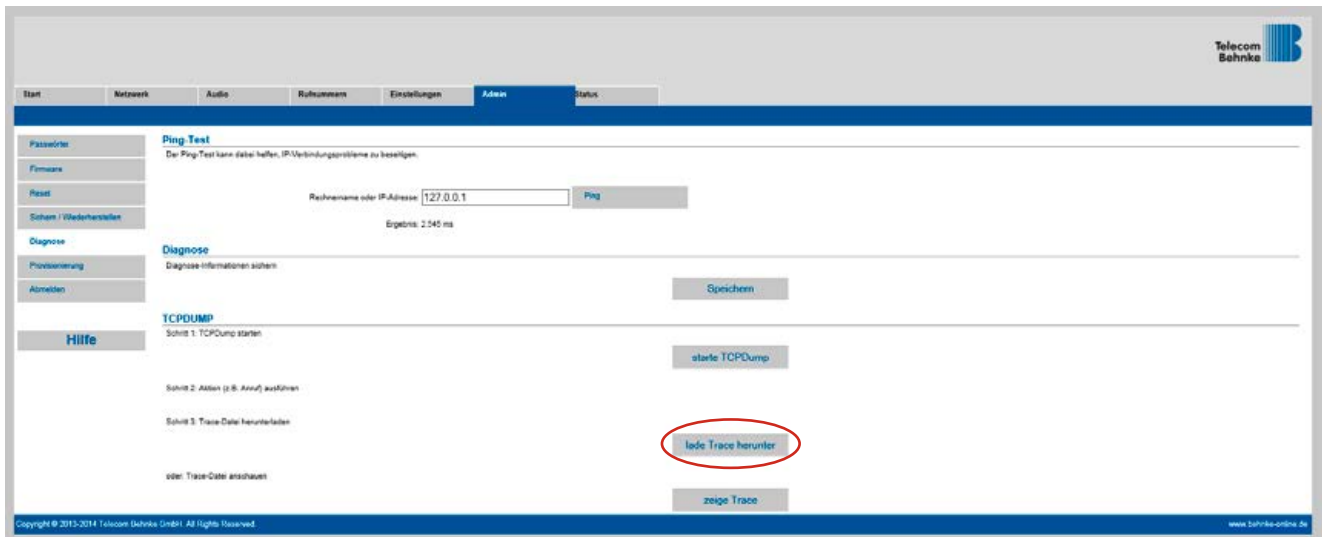 Telecom
Behnke
Start Netzwerk Audio Rufnummern Einstellungen Admin Status
Passwörter
Firmware
Reset
Sichern / Wiederherstellen
Diagnose
Provisionierung
Abmelden
Hilfe
Ping-Test
Der Ping-Test kann dabei helfen, IP-Verbindungsprobleme zu beseitigen.
Rechnername oder IP-Adresse: 127.0.0.1 Ping
Ergebnis: 2.545 ms
Diagnose
Diagnose-Informationen sichern
Speichern
TCPDUMP
Schritt 1: TCPDump starten
starte TCPDump
Schritt 2: Aktion (z.B. Anruf) ausführen
Schritt 3: Trace-Datei herunterladen
lade Trace herunter
oder: Trace-Datei anschauen
zeige Trace
Copyright © 2013-2014 Telecom Behnke GmbH. All Rights Reserved. www.behnke-online.de